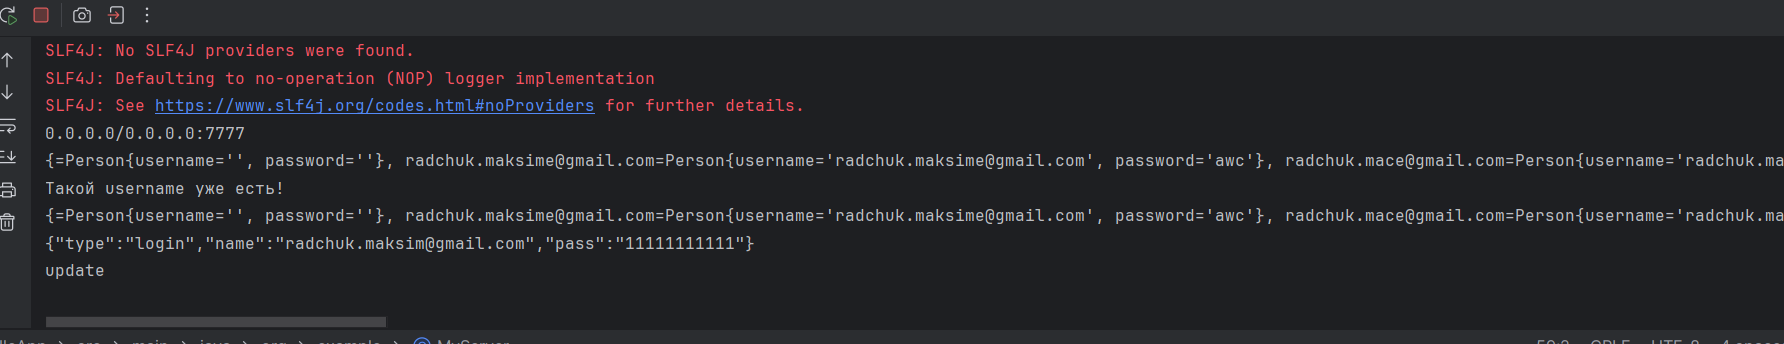 SLF4J: No SLF4J providers were found.
SLF4J: Defaulting to no-operation (NOP) logger implementation
SLF4J: See https://www.slf4j.org/codes.html#noProviders for further details.
0.0.0.0/0.0.0.0:7777
{=Person{username='', password=''}, radchuk.maksime@gmail.com=Person{username='radchuk.maksime@gmail.com', password='awc'}, radchuk.mace@gmail.com=Person{username='radchuk.ma
Такой username уже есть!
{=Person{username='', password=''}, radchuk.maksime@gmail.com=Person{username='radchuk.maksime@gmail.com', password='awc'}, radchuk.mace@gmail.com=Person{username='radchuk.ma
{"type":"login","name":"radchuk.maksim@gmail.com","pass":"11111111111"}
update